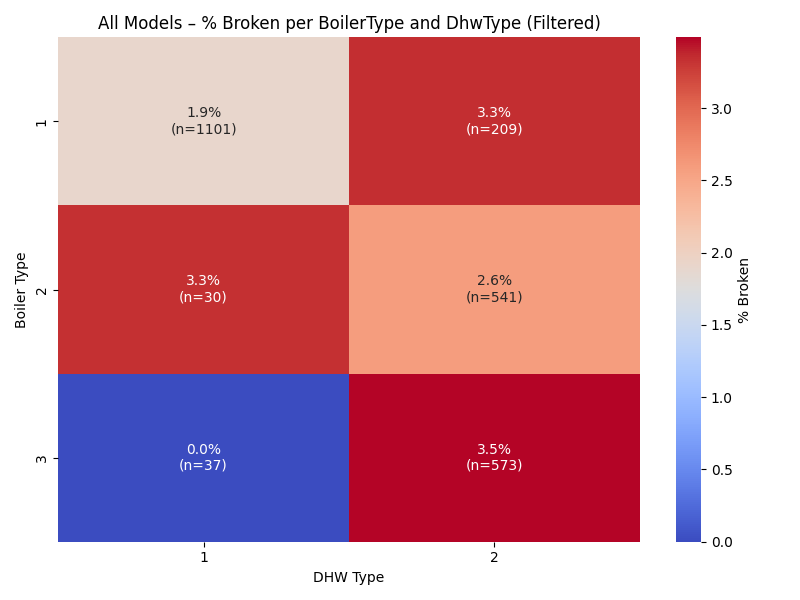 All Models – % Broken per BoilerType and DhwType (Filtered)
1.9%
(n=1101)
3.3%
(n=209)
3.3%
(n=30)
2.6%
(n=541)
0.0%
(n=37)
3.5%
(n=573)
1
2
3
Boiler Type
1
2
DHW Type
3.0
2.5
2.0
1.5
1.0
0.5
0.0
% Broken